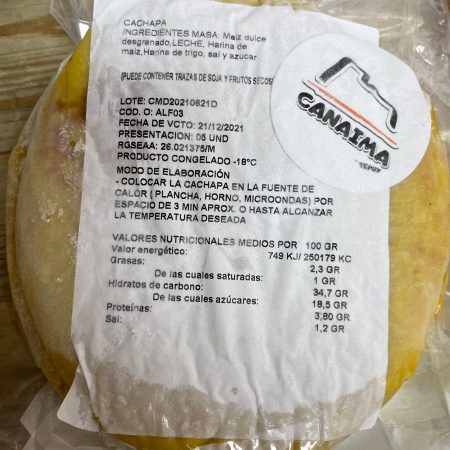 CACHAPA
INGREDIENTES MASA: Maiz dulce
desgranado,LECHE, Harina de
maiz,Harina de trigo, sal y azucar
(PUEDE CONTENER TRAZAS DE SOJA Y FRUTOS SECOS)
CANAIMA
TEPUY
LOTE: CMD20210621D
COD. O: ALF03
FECHA DE VCTO: 21/12/2021
PRESENTACION: 05 UND
RGSEAA: 26.021375/M
PRODUCTO CONGELADO -18°C
MODO DE ELABORACIÓN
- COLOCAR LA CACHAPA EN LA FUENTE DE
CALOR ( PLANCHA, HORNO, MICROONDAS) POR
ESPACIO DE 3 MIN APROX. O HASTA ALCANZAR
LA TEMPERATURA DESEADA
VALORES NUTRICIONALES MEDIOS POR 100 GR
Valor energético: 749 KJ/ 250179 KC
Grasas: 2,3 GR
De las cuales saturadas: 1 GR
Hidratos de carbono: 34,7 GR
De las cuales azúcares: 18,5 GR
Proteínas: 3,80 GR
Sal: 1,2 GR